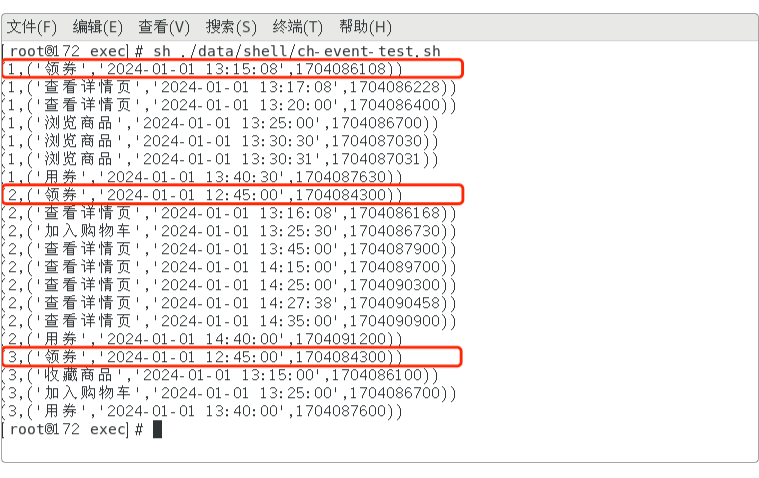 文件(F) 编辑(E) 查看(V) 搜索(S) 终端(T) 帮助(H)
[root@172 exec]# sh ./data/shell/ch-event-test.sh
(1,('领券','2024-01-01 13:15:08',1704086108))
(1,('查看详情页','2024-01-01 13:17:08',1704086228))
(1,('查看详情页','2024-01-01 13:20:00',1704086400))
(1,('浏览商品','2024-01-01 13:25:00',1704086700))
(1,('浏览商品','2024-01-01 13:30:30',1704087030))
(1,('浏览商品','2024-01-01 13:30:31',1704087031))
(1,('用券','2024-01-01 13:40:30',1704087630))
(2,('领券','2024-01-01 12:45:00',1704084300))
(2,('查看详情页','2024-01-01 13:16:08',1704086168))
(2,('加入购物车','2024-01-01 13:25:30',1704086730))
(2,('查看详情页','2024-01-01 13:45:00',1704087900))
(2,('查看详情页','2024-01-01 14:15:00',1704089700))
(2,('查看详情页','2024-01-01 14:25:00',1704090300))
(2,('查看详情页','2024-01-01 14:27:38',1704090458))
(2,('查看详情页','2024-01-01 14:35:00',1704090900))
(2,('用券','2024-01-01 14:40:00',1704091200))
(3,('领券','2024-01-01 12:45:00',1704084300))
(3,('收藏商品','2024-01-01 13:15:00',1704086100))
(3,('加入购物车','2024-01-01 13:25:00',1704086700))
(3,('用券','2024-01-01 13:40:00',1704087600))
[root@172 exec]#